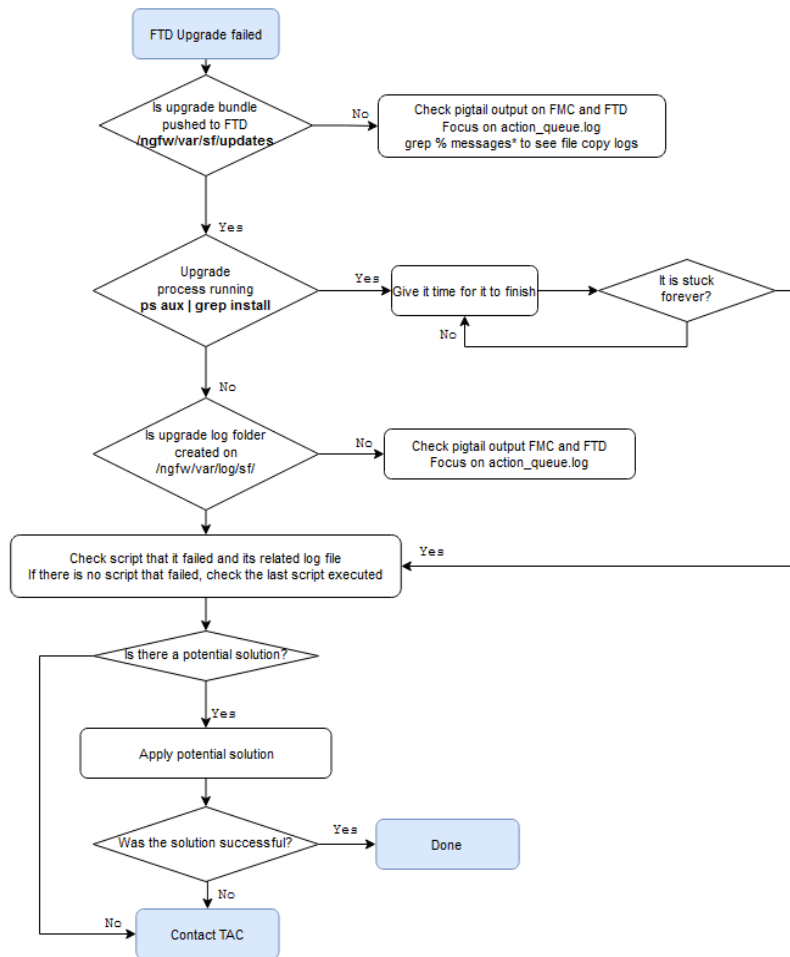 FTD Upgrade failed
Is upgrade bundle
pushed to FTD
/ngfw/var/sf/updates
No
Check pigtail output on FMC and FTD
Focus on action_queue.log
grep % messages* to see file copy logs
Yes
Upgrade
process running
ps aux | grep install
Yes
Give it time for it to finish
It is stuck
forever?
No
No
Is upgrade log folder
created on
/ngfw/var/log/sf/
No
Check pigtail output FMC and FTD
Focus on action_queue.log
Check script that it failed and its related log file
If there is no script that failed, check the last script executed
Yes
Is there a potential solution?
Yes
Apply potential solution
Was the solution successful?
Yes
Done
No
No
Contact TAC